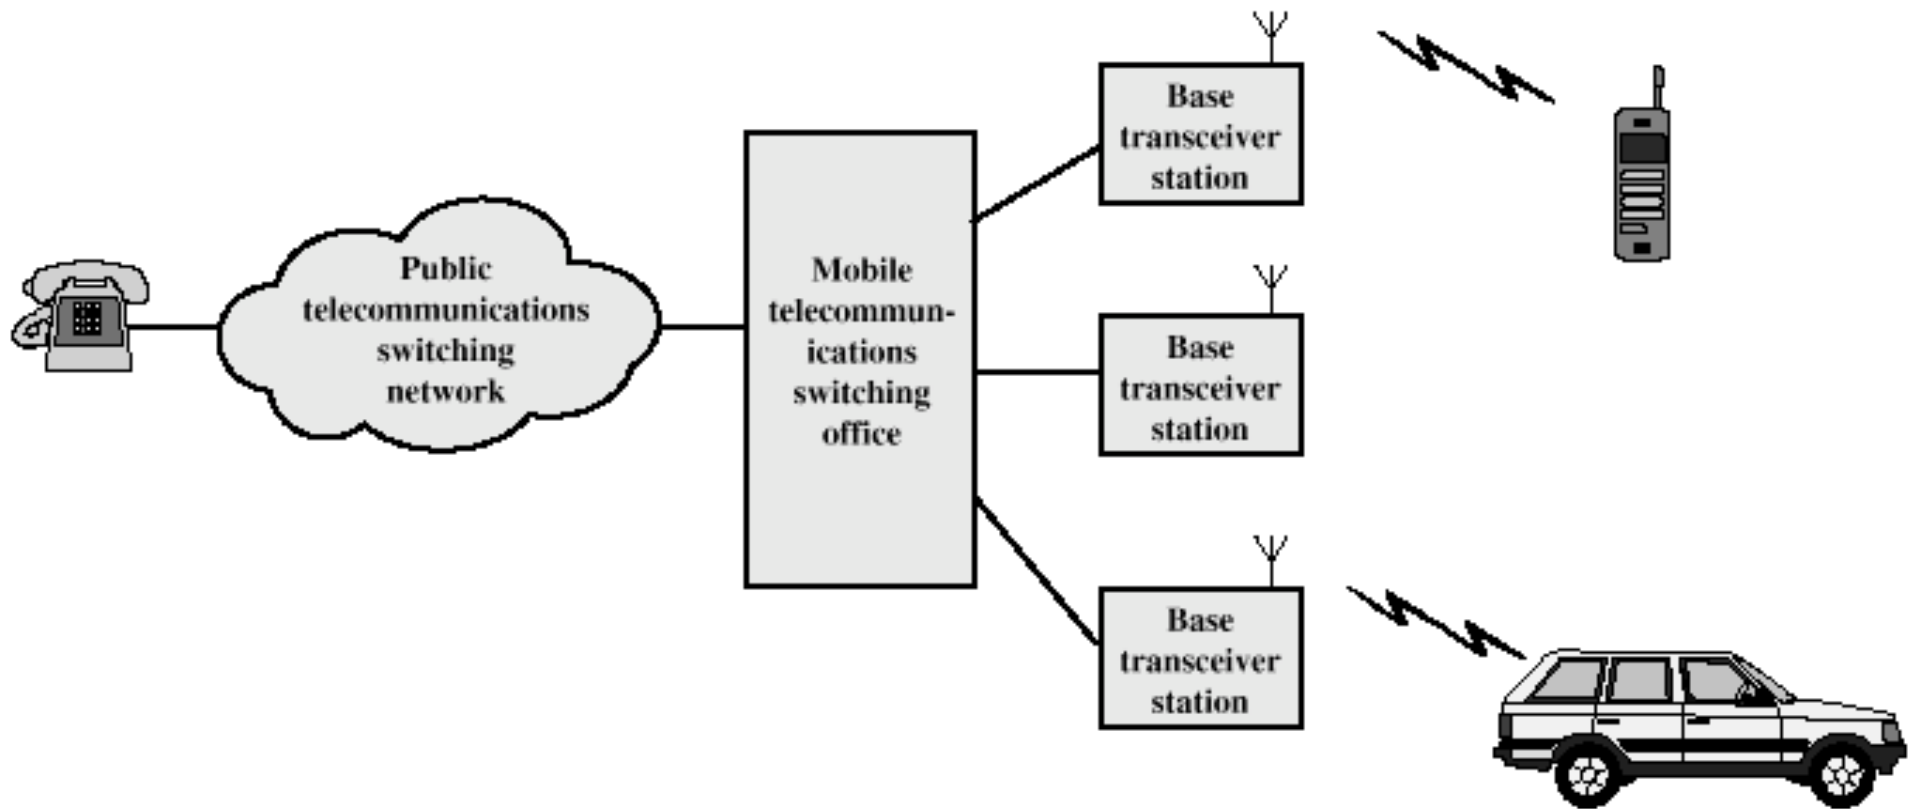 Public
telecommunications
switching
network
Mobile
telecommun-
ications
switching
office
Base
transceiver
station
Base
transceiver
station
Base
transceiver
station